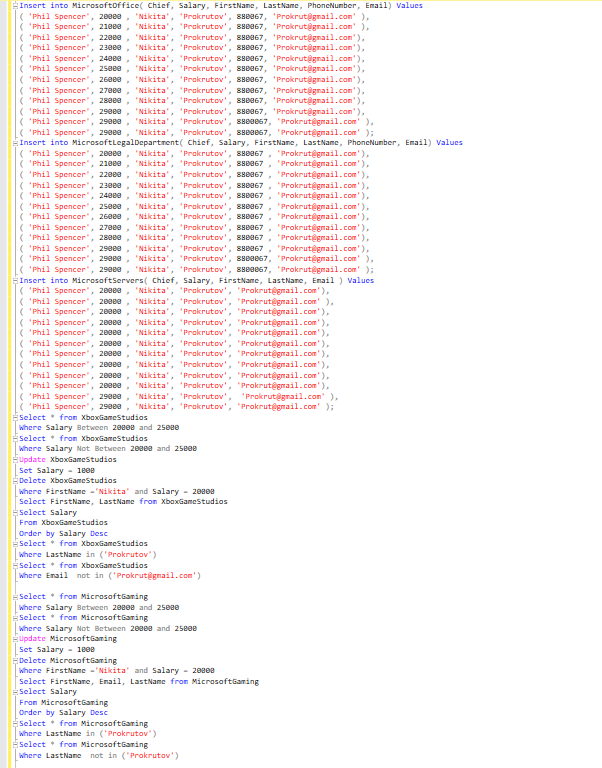 Insert into MicrosoftOffice( Chief, Salary, FirstName, LastName, PhoneNumber, Email) Values
( 'Phil Spencer', 20000 , 'Nikita', 'Prokrutov', 880067, 'Prokrut@gmail.com' ),
( 'Phil Spencer', 21000 , 'Nikita', 'Prokrutov', 880067, 'Prokrut@gmail.com' ),
( 'Phil Spencer', 22000 , 'Nikita', 'Prokrutov', 880067, 'Prokrut@gmail.com'),
( 'Phil Spencer', 23000 , 'Nikita', 'Prokrutov', 880067, 'Prokrut@gmail.com'),
( 'Phil Spencer', 24000 , 'Nikita', 'Prokrutov', 880067, 'Prokrut@gmail.com'),
( 'Phil Spencer', 25000 , 'Nikita', 'Prokrutov', 880067, 'Prokrut@gmail.com'),
( 'Phil Spencer', 26000 , 'Nikita', 'Prokrutov', 880067, 'Prokrut@gmail.com'),
( 'Phil Spencer', 27000 , 'Nikita', 'Prokrutov', 880067, 'Prokrut@gmail.com'),
( 'Phil Spencer', 28000 , 'Nikita', 'Prokrutov', 880067, 'Prokrut@gmail.com'),
( 'Phil Spencer', 29000 , 'Nikita', 'Prokrutov', 880067, 'Prokrut@gmail.com'),
( 'Phil Spencer', 29000 , 'Nikita', 'Prokrutov', 8800067, 'Prokrut@gmail.com' ),
( 'Phil Spencer', 29000 , 'Nikita', 'Prokrutov', 8800067, 'Prokrut@gmail.com' );
Insert into MicrosoftLegalDepartment( Chief, Salary, FirstName, LastName, PhoneNumber, Email) Values
( 'Phil Spencer', 20000 , 'Nikita', 'Prokrutov', 880067 , 'Prokrut@gmail.com'),
( 'Phil Spencer', 21000 , 'Nikita', 'Prokrutov', 880067 , 'Prokrut@gmail.com'),
( 'Phil Spencer', 22000 , 'Nikita', 'Prokrutov', 880067 , 'Prokrut@gmail.com'),
( 'Phil Spencer', 23000 , 'Nikita', 'Prokrutov', 880067 , 'Prokrut@gmail.com'),
( 'Phil Spencer', 24000 , 'Nikita', 'Prokrutov', 880067 , 'Prokrut@gmail.com'),
( 'Phil Spencer', 25000 , 'Nikita', 'Prokrutov', 880067 , 'Prokrut@gmail.com'),
( 'Phil Spencer', 26000 , 'Nikita', 'Prokrutov', 880067 , 'Prokrut@gmail.com'),
( 'Phil Spencer', 27000 , 'Nikita', 'Prokrutov', 880067 , 'Prokrut@gmail.com'),
( 'Phil Spencer', 28000 , 'Nikita', 'Prokrutov', 880067 , 'Prokrut@gmail.com'),
( 'Phil Spencer', 29000 , 'Nikita', 'Prokrutov', 880067 , 'Prokrut@gmail.com'),
( 'Phil Spencer', 29000 , 'Nikita', 'Prokrutov', 8800067, 'Prokrut@gmail.com' ),
( 'Phil Spencer', 29000 , 'Nikita', 'Prokrutov', 8800067, 'Prokrut@gmail.com' );
Insert into MicrosoftServers( Chief, Salary, FirstName, LastName, Email ) Values
( 'Phil Spencer', 20000 , 'Nikita', 'Prokrutov', 'Prokrut@gmail.com'),
( 'Phil Spencer', 20000 , 'Nikita', 'Prokrutov', 'Prokrut@gmail.com' ),
( 'Phil Spencer', 20000 , 'Nikita', 'Prokrutov', 'Prokrut@gmail.com'),
( 'Phil Spencer', 20000 , 'Nikita', 'Prokrutov', 'Prokrut@gmail.com'),
( 'Phil Spencer', 20000 , 'Nikita', 'Prokrutov', 'Prokrut@gmail.com'),
( 'Phil Spencer', 20000 , 'Nikita', 'Prokrutov', 'Prokrut@gmail.com'),
( 'Phil Spencer', 20000 , 'Nikita', 'Prokrutov', 'Prokrut@gmail.com'),
( 'Phil Spencer', 20000 , 'Nikita', 'Prokrutov', 'Prokrut@gmail.com'),
( 'Phil Spencer', 20000 , 'Nikita', 'Prokrutov', 'Prokrut@gmail.com'),
( 'Phil Spencer', 20000 , 'Nikita', 'Prokrutov', 'Prokrut@gmail.com'),
( 'Phil Spencer', 29000 , 'Nikita', 'Prokrutov',  'Prokrut@gmail.com' ),
( 'Phil Spencer', 29000 , 'Nikita', 'Prokrutov', 'Prokrut@gmail.com' );
Select * from XboxGameStudios
Where Salary Between 20000 and 25000
Select * from XboxGameStudios
Where Salary Not Between 20000 and 25000
Update XboxGameStudios
Set Salary = 1000
Delete XboxGameStudios
Where FirstName ='Nikita' and Salary = 20000
Select FirstName, LastName from XboxGameStudios
Select Salary
From XboxGameStudios
Order by Salary Desc
Select * from XboxGameStudios
Where LastName in ('Prokrutov')
Select * from XboxGameStudios
Where Email  not in ('Prokrut@gmail.com')
Select * from MicrosoftGaming
Where Salary Between 20000 and 25000
Select * from MicrosoftGaming
Where Salary Not Between 20000 and 25000
Update MicrosoftGaming
Set Salary = 1000
Delete MicrosoftGaming
Where FirstName ='Nikita' and Salary = 20000
Select FirstName, Email, LastName from MicrosoftGaming
Select Salary
From MicrosoftGaming
Order by Salary Desc
Select * from MicrosoftGaming
Where LastName in ('Prokrutov')
Select * from MicrosoftGaming
Where LastName  not in ('Prokrutov')